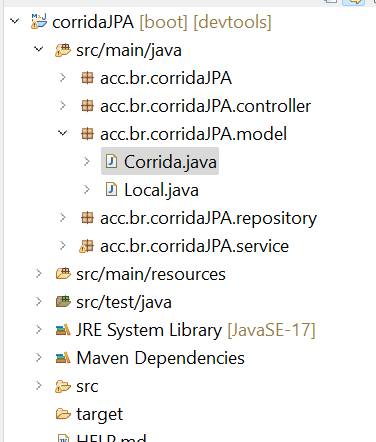 corridaJPA [boot] [devtools]
src/main/java
acc.br.corridaJPA
acc.br.corridaJPA.controller
acc.br.corridaJPA.model
Corrida.java
Local.java
acc.br.corridaJPA.repository
acc.br.corridaJPA.service
src/main/resources
src/test/java
JRE System Library [JavaSE-17]
Maven Dependencies
src
target
HELP.md